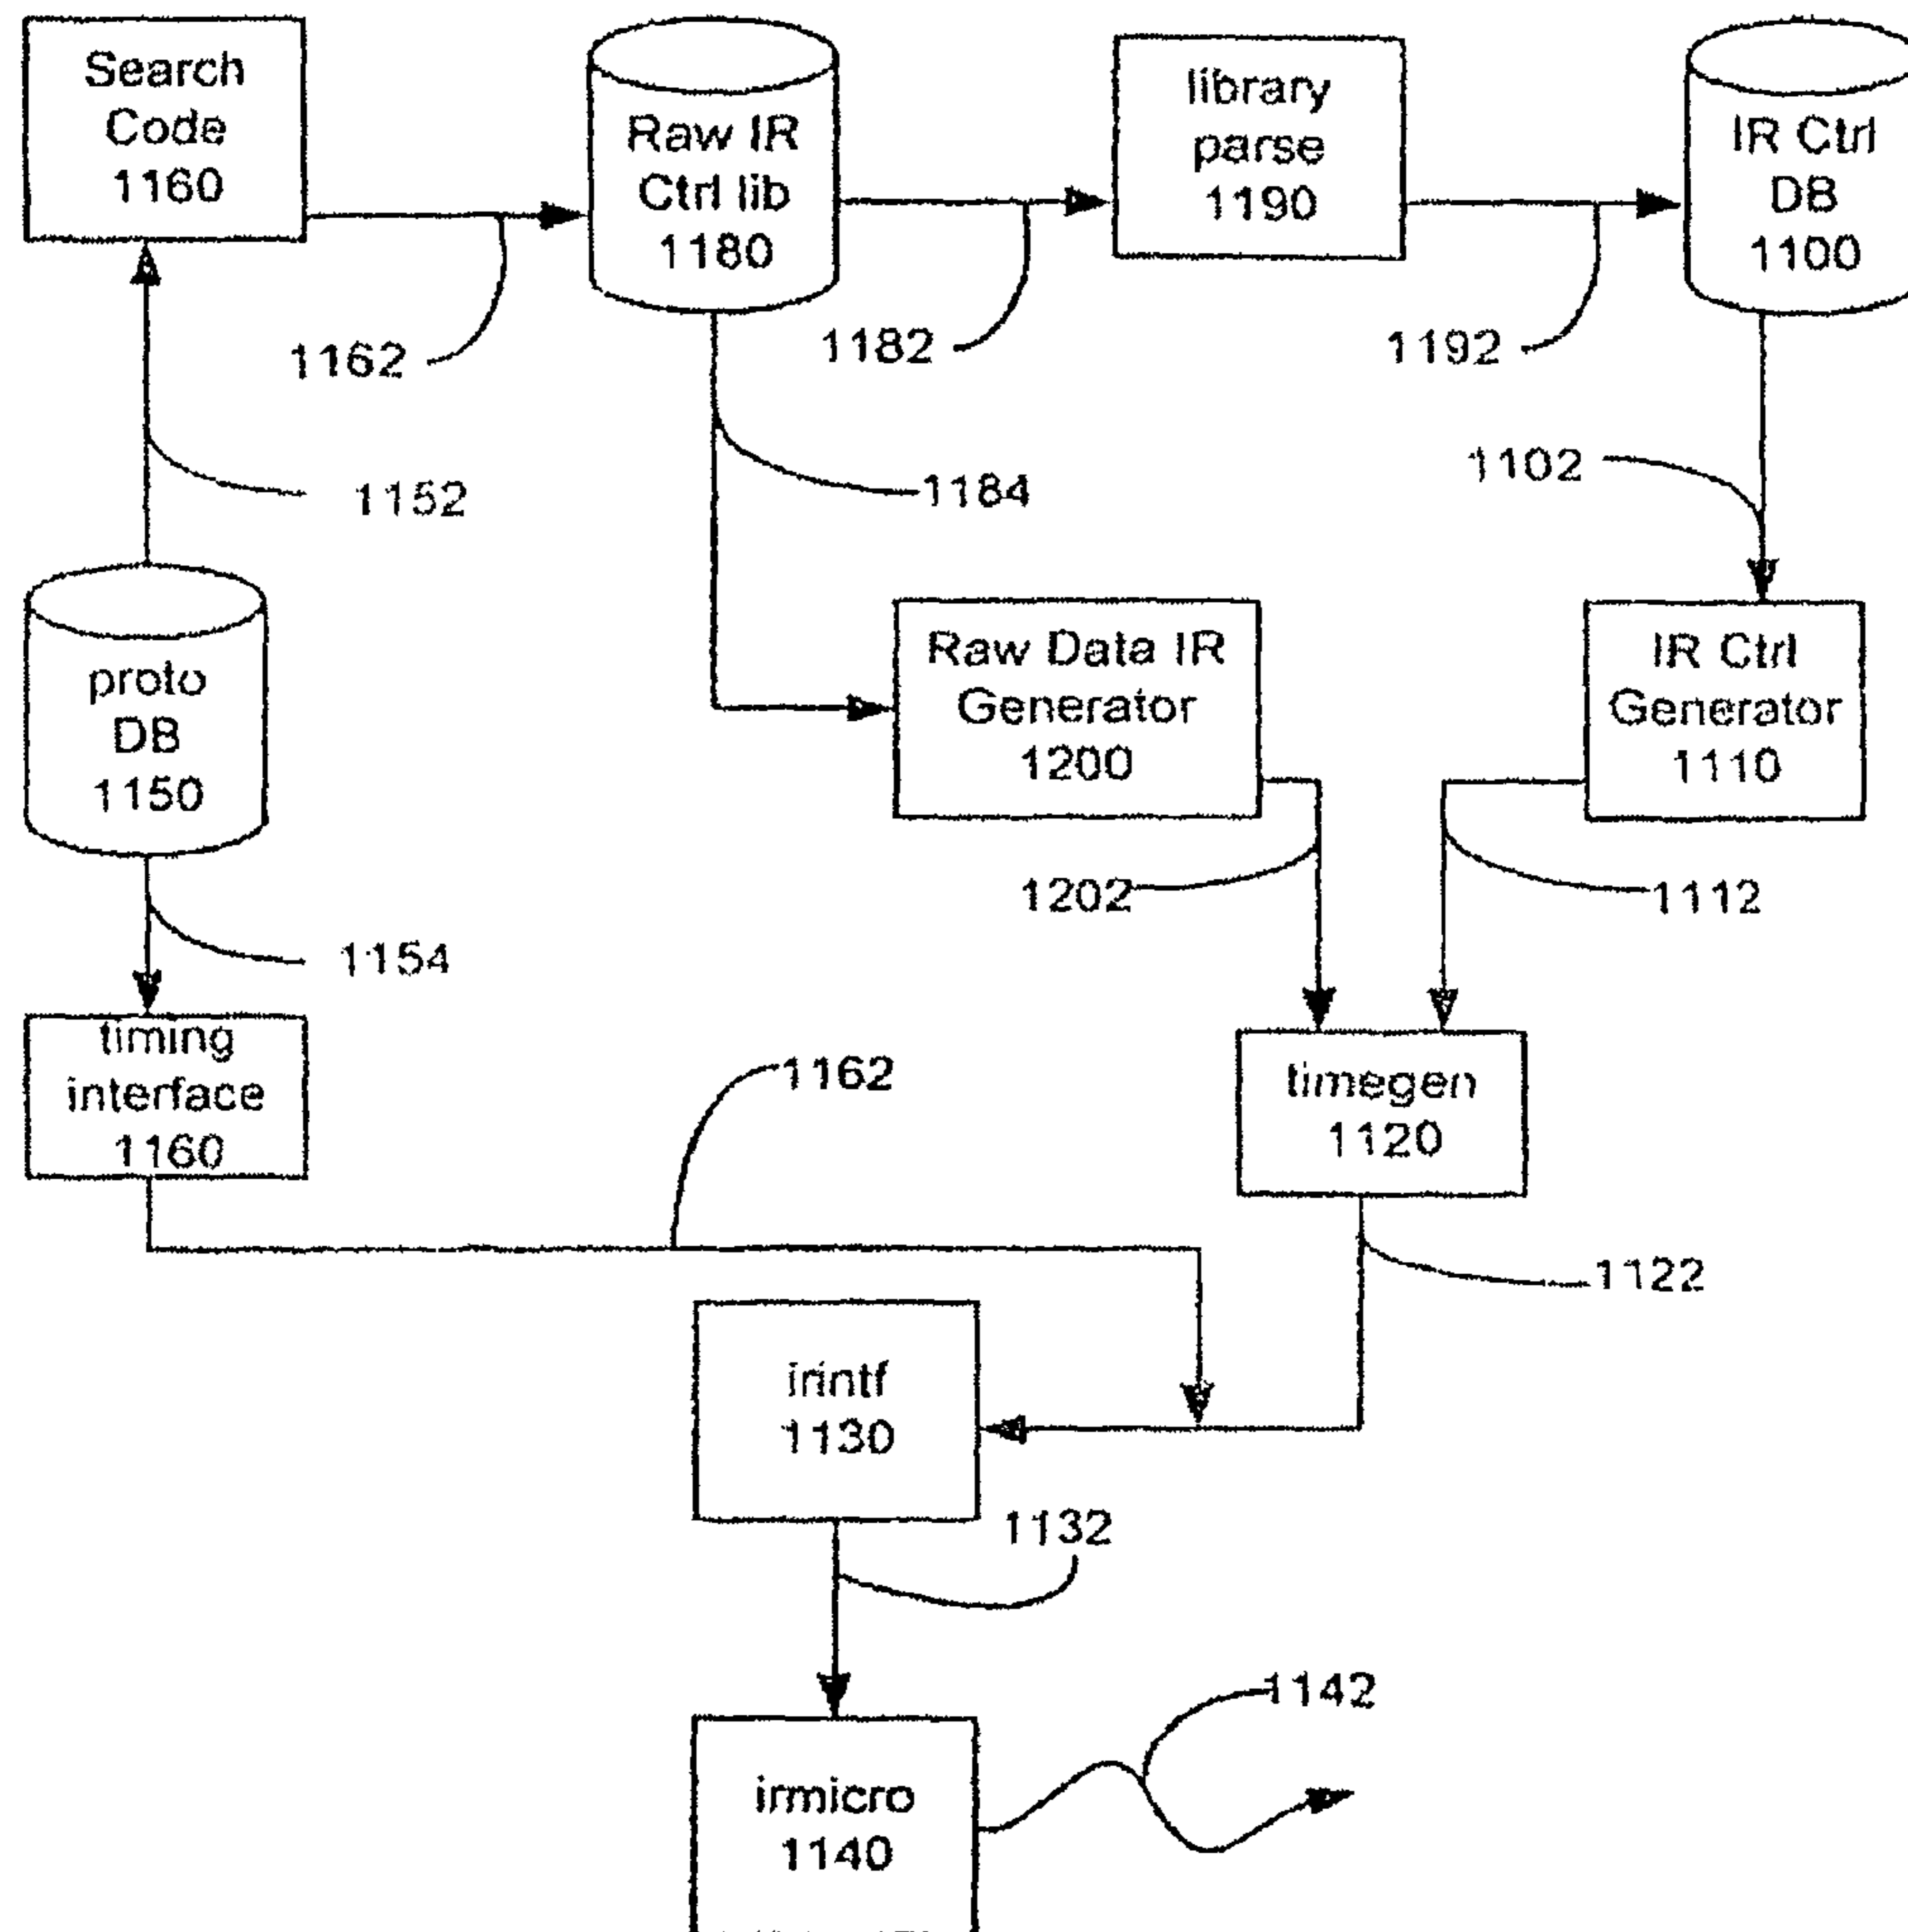 Search
Code
1160
Raw IR
Ctrl lib
1180
library
parse
1190
IR Ctrl
DB
1100
1162
1182
1192
1152
1184
1102
proto
DB
1150
Raw Data IR
Generator
1200
IR Ctrl
Generator
1110
1202
1112
1154
timing
interface
1160
1162
timegen
1120
1122
irintf
1130
1132
1142
irmicro
1140